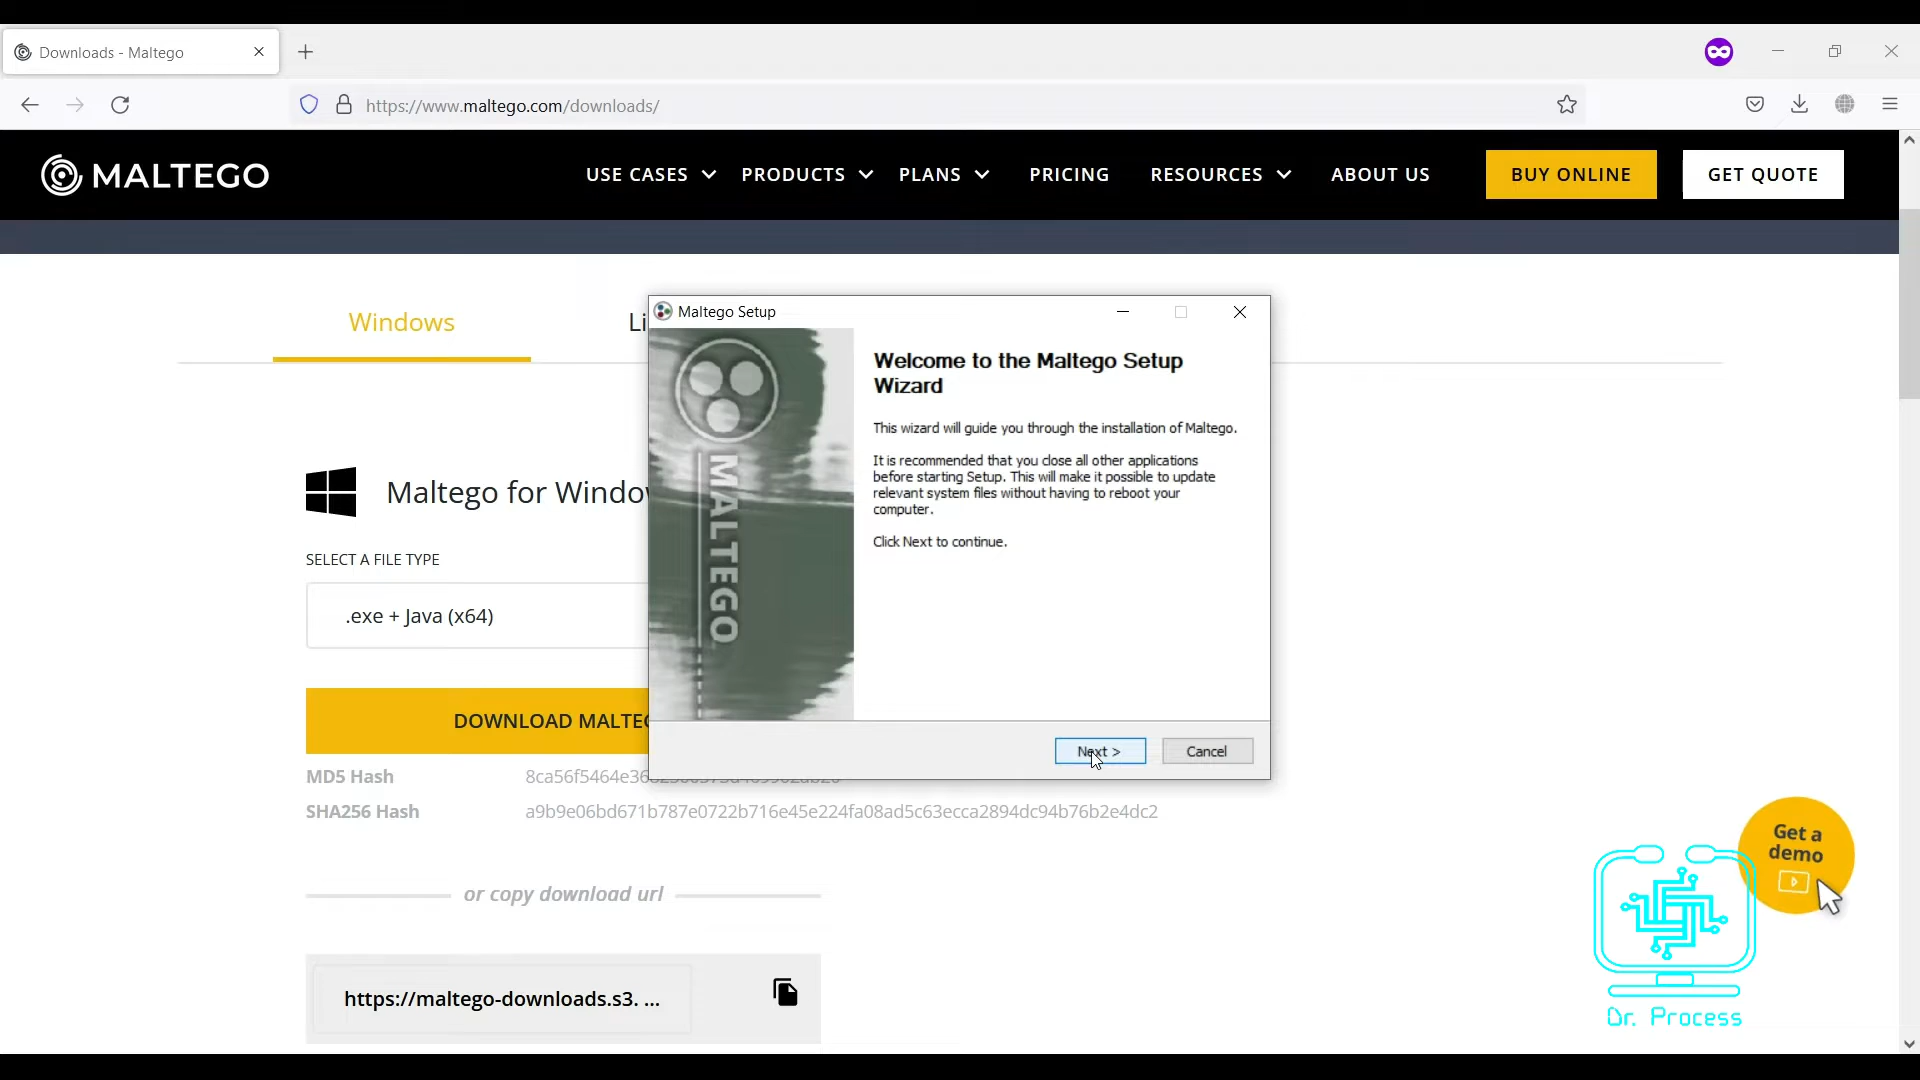 Downloads - Maltego
https://www.maltego.com/downloads/
MALTEGO
USE CASES
PRODUCTS
PLANS
PRICING
RESOURCES
ABOUT US
BUY ONLINE
GET QUOTE
Windows
Maltego Setup
MALTEGO
Welcome to the Maltego Setup
Wizard
This wizard will guide you through the installation of Maltego.
It is recommended that you close all other applications
before starting Setup. This will make it possible to update
relevant system files without having to reboot your
computer.
Click Next to continue.
Next >
Cancel
Maltego for Window
SELECT A FILE TYPE
.exe + Java (x64)
DOWNLOAD MALTEG
MD5 Hash
SHA256 Hash
a9b9e06bd671b787e0722b716e45e224fa08ad5c63ecca2894dc94b76b2e4dc2
or copy download url
https://maltego-downloads.s3. ...
Get a
demo
Dr. Process